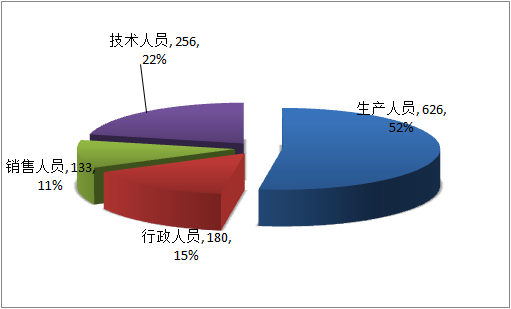 技术人员, 256,
22%
生产人员, 626,
52%
销售人员, 133,
11%
行政人员, 180,
15%